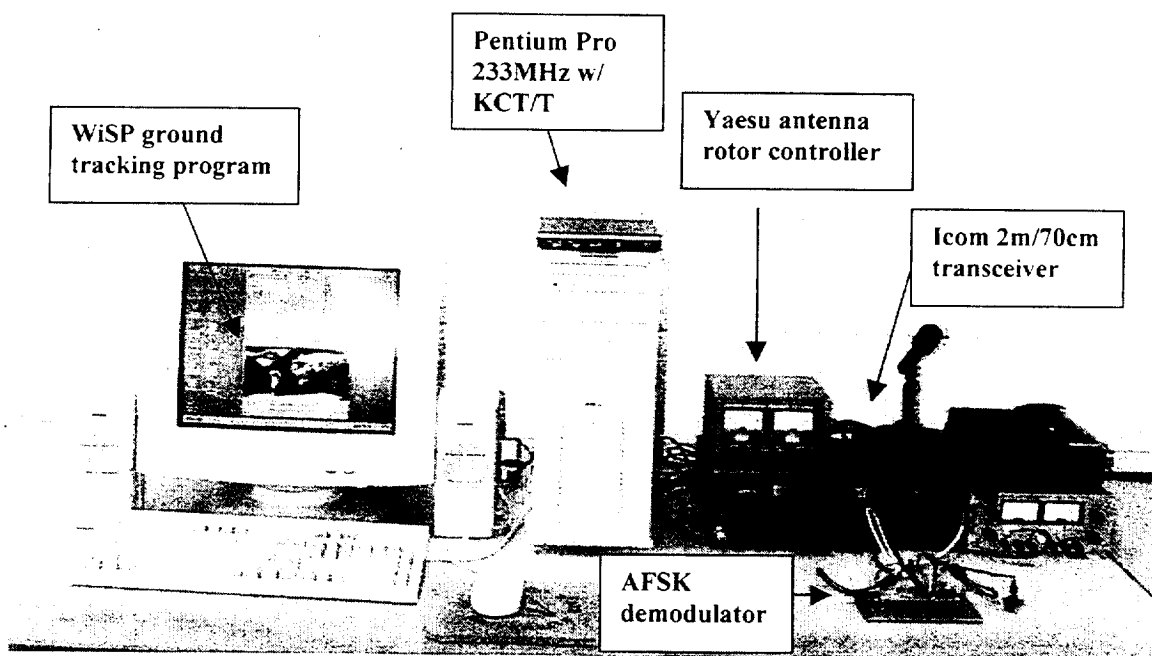 Pentium Pro
233MHz w/
KCT/T
WiSP ground
tracking program
Yaesu antenna
rotor controller
Icom 2m/70cm
transceiver
AFSK
demodulator